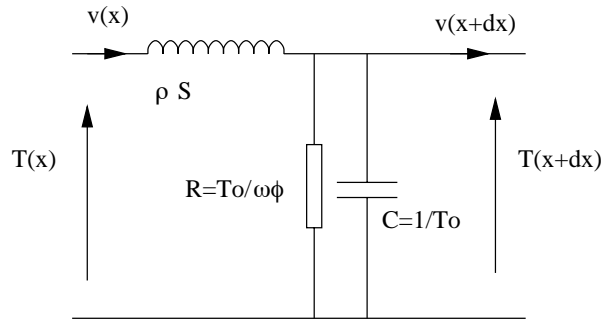 v(x)
v(x+dx)
ρ S
T(x)
T(x+dx)
R=To/ωϕ
C=1/To